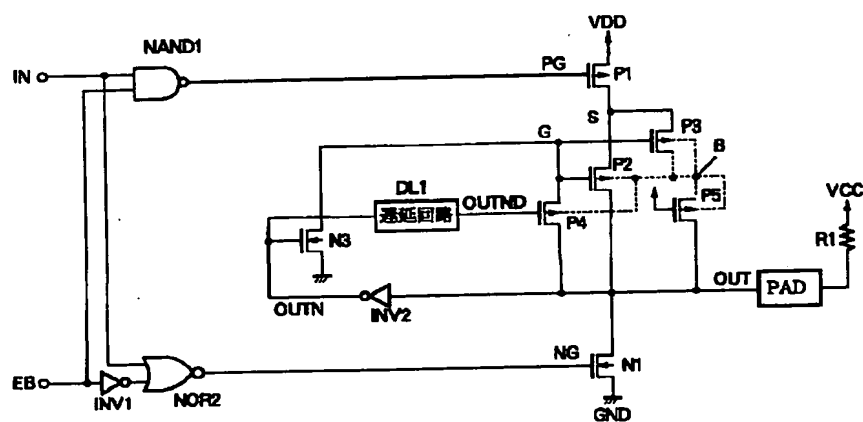 VDD
NAND1
IN
PG
P1
S
P3
G
B
P2
DL1
遅延回路
OUTND
P4
P5
VCC
R1
N3
OUTN
INV2
OUT
PAD
NG
N1
EB
INV1
NOR2
GND